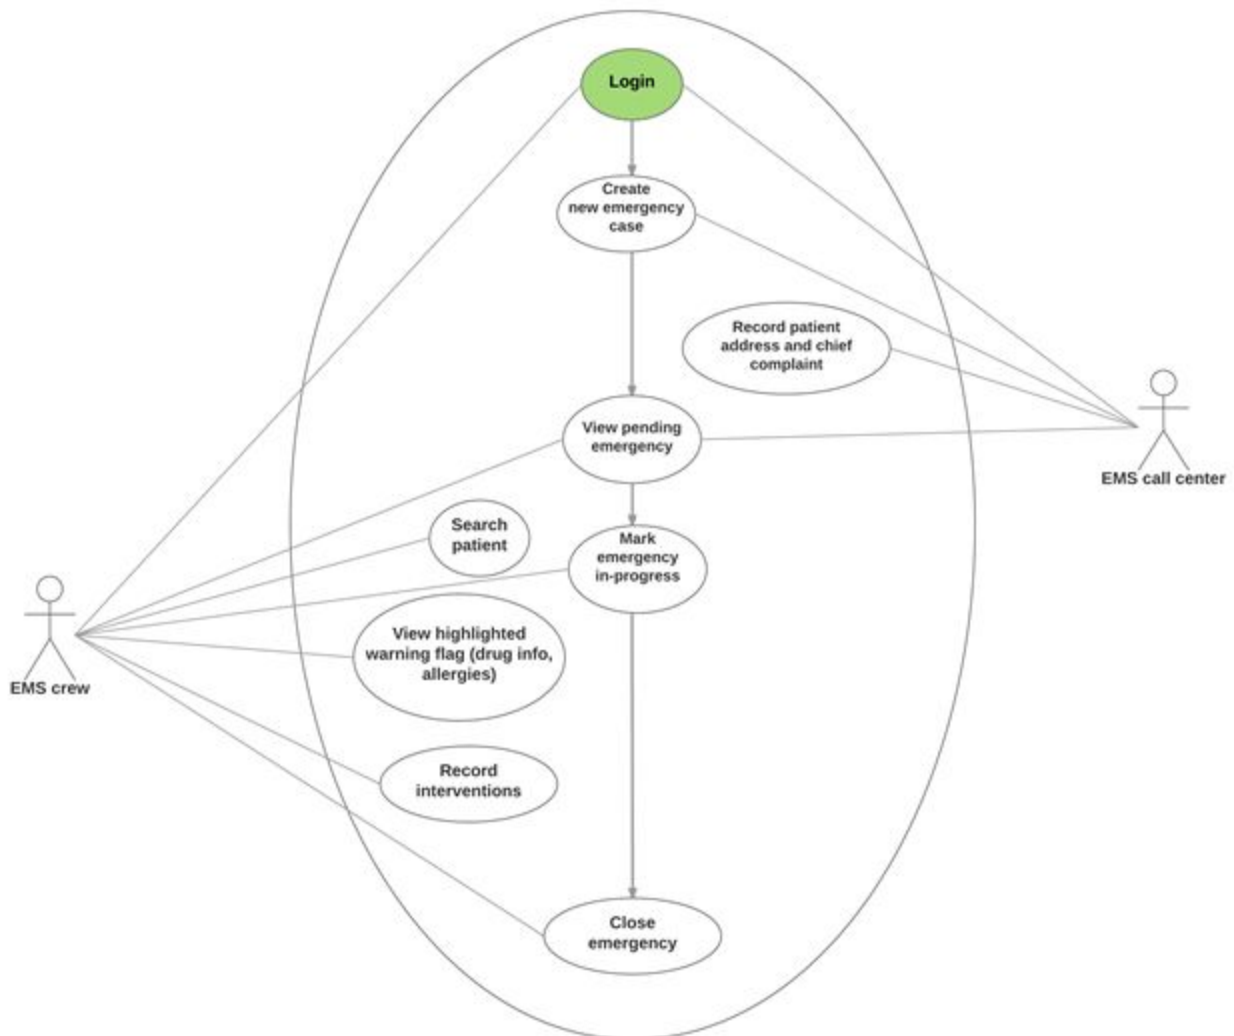 Login
Create
new emergency
case
Record patient
address and chief
complaint
View pending
emergency
EMS call center
Search
patient
Mark
emergency
in-progress
View highlighted
warning flag (drug info,
allergies)
EMS crew
Record
interventions
Close
emergency